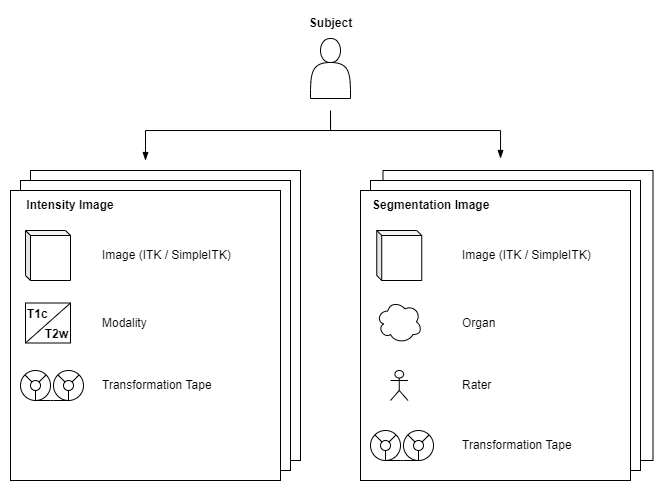 Subject
Intensity Image
Image (ITK / SimpleITK)
T1c
T2w
Modality
Transformation Tape
Segmentation Image
Image (ITK / SimpleITK)
Organ
Rater
Transformation Tape